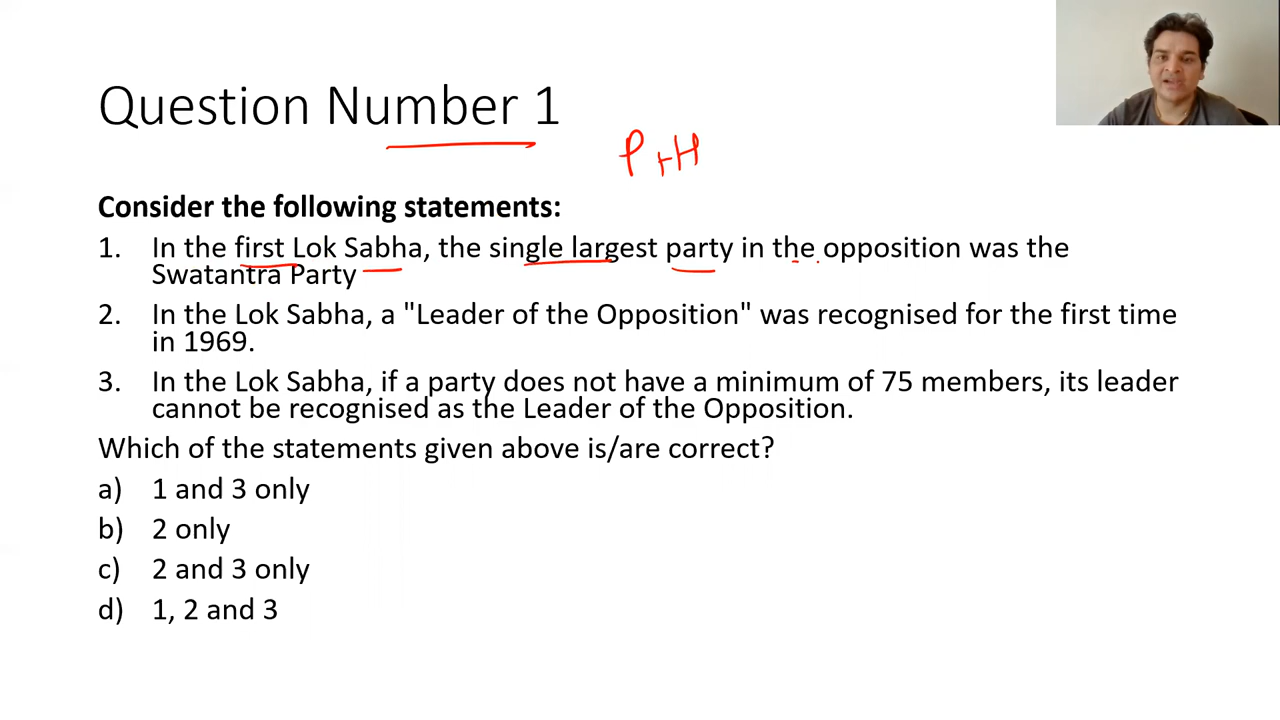 Question Number 1
P+H
Consider the following statements:
1. In the first Lok Sabha, the single largest party in the opposition was the
Swatantra Party
2. In the Lok Sabha, a "Leader of the Opposition" was recognised for the first time
in 1969.
3. In the Lok Sabha, if a party does not have a minimum of 75 members, its leader
cannot be recognised as the Leader of the Opposition.
Which of the statements given above is/are correct?
a) 1 and 3 only
b) 2 only
c) 2 and 3 only
d) 1, 2 and 3